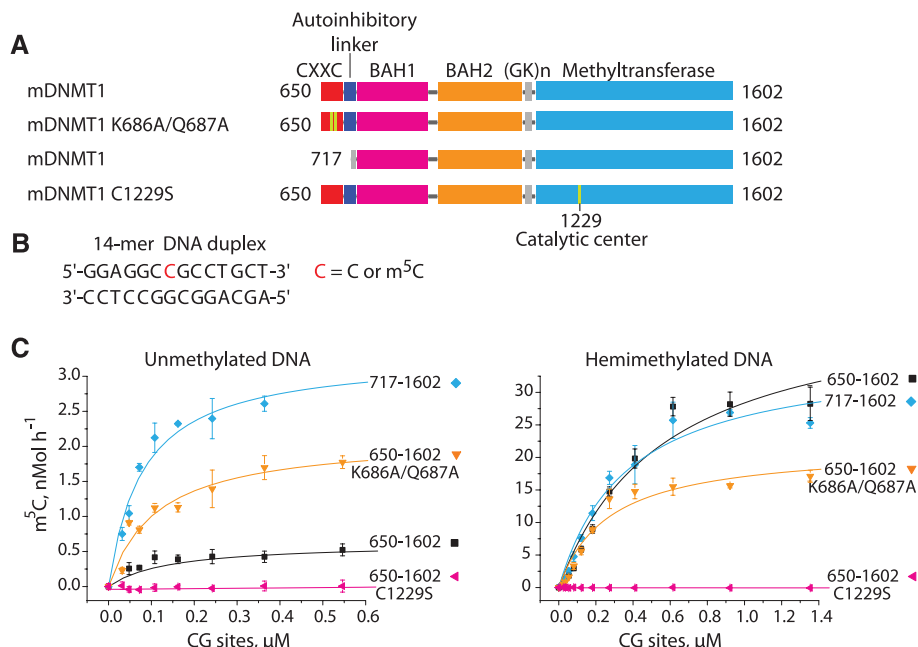 A
Autoinhibitory
linker
CXXC BAH1 BAH2 (GK)n Methyltransferase
mDNMT1 650 1602
mDNMT1 K686A/Q687A 650 1602
mDNMT1 717 1602
mDNMT1 C1229S 650 1602
1229
Catalytic center
B
14-mer DNA duplex
5'-GGAGGCCGCCTGCT-3' C = C or m⁵C
3'-CCTCCGGCGGACGA-5'
C
Unmethylated DNA
m⁵C, nMol h⁻¹
3.0
2.5
2.0
1.5
1.0
0.5
0.0
717-1602
650-1602
K686A/Q687A
650-1602
650-1602
C1229S
0.0 0.1 0.2 0.3 0.4 0.5 0.6
CG sites, μM
Hemimethylated DNA
30
25
20
15
10
5
0
650-1602
717-1602
650-1602
K686A/Q687A
650-1602
C1229S
0.0 0.2 0.4 0.6 0.8 1.0 1.2 1.4
CG sites, μM